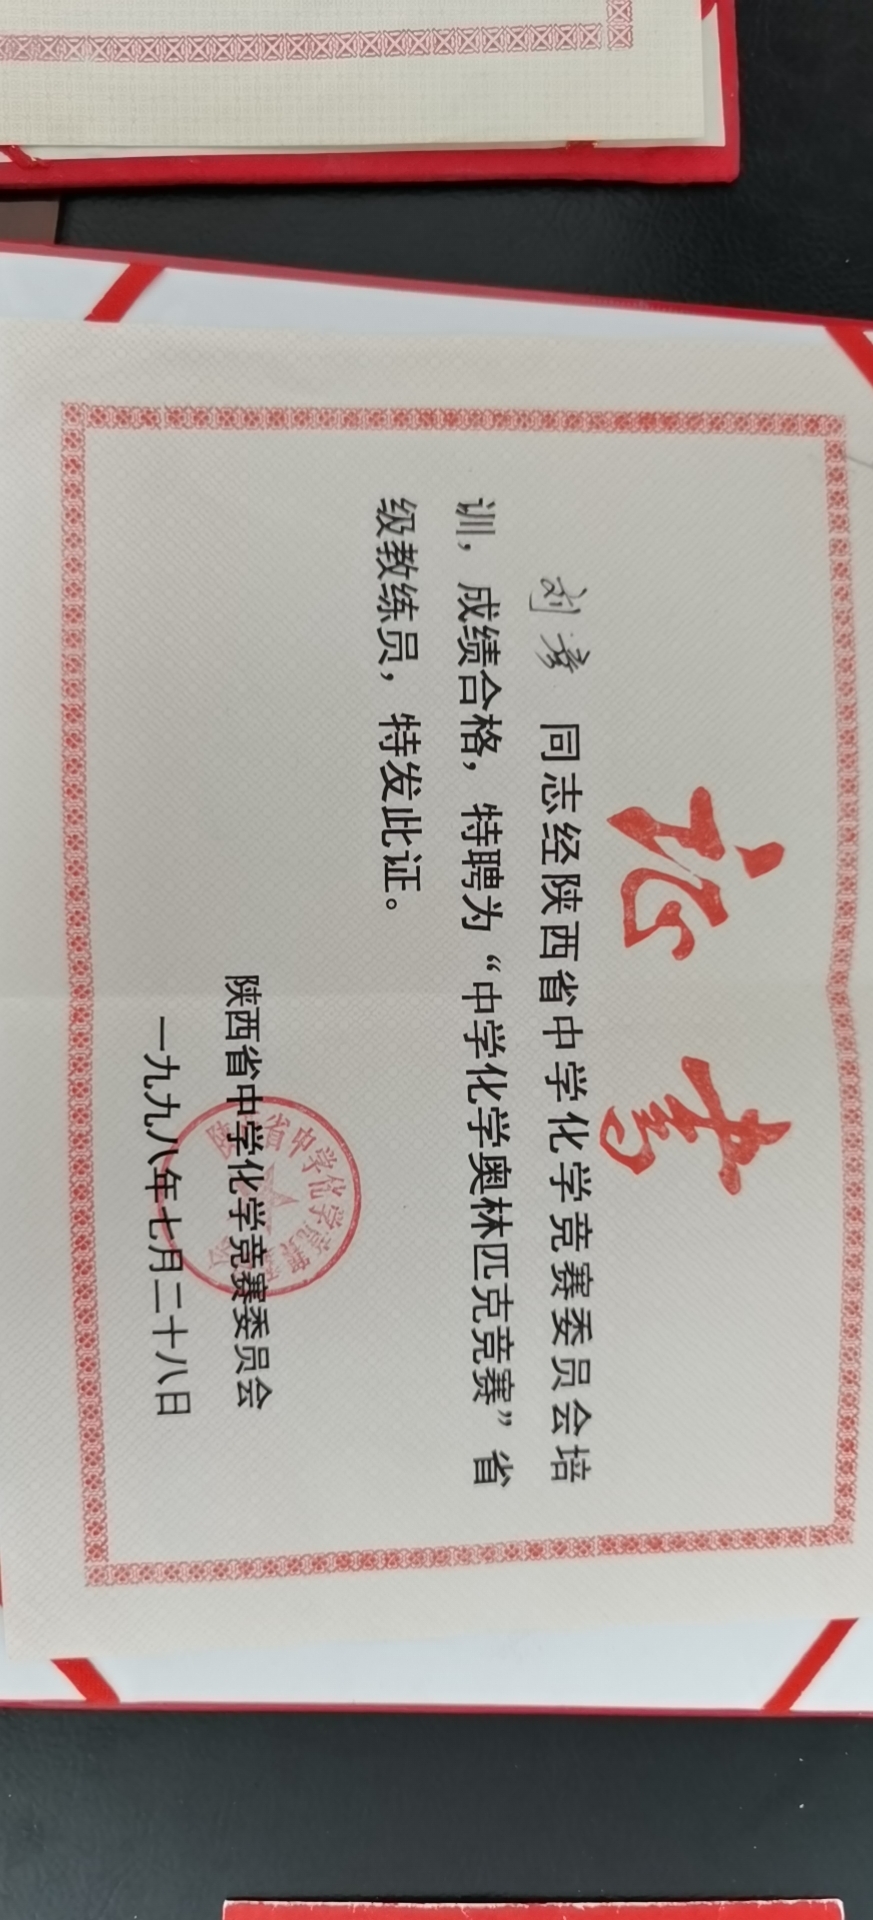 证书
刘彦 同志经陕西省中学化学竞赛委员会培
训，成绩合格，特聘为“中学化学奥林匹克竞赛”省
级教练员，特发此证。
陕西省中学化学竞赛委员会
一九九八年七月二十八日